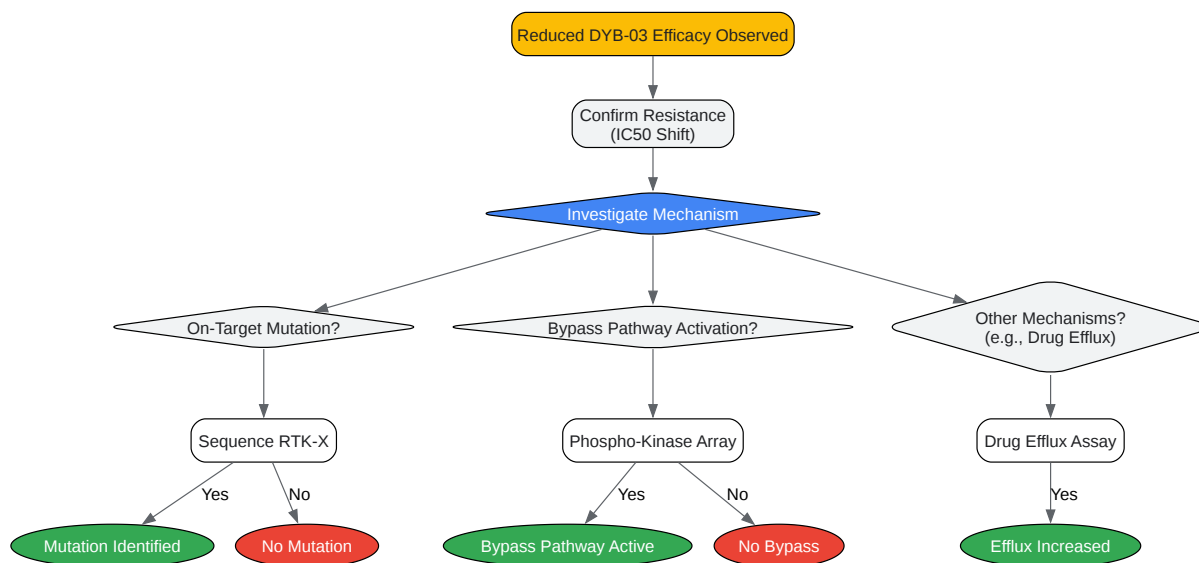 Reduced DYB-03 Efficacy Observed
Confirm Resistance
(IC50 Shift)
Investigate Mechanism
On-Target Mutation?
Bypass Pathway Activation?
Other Mechanisms?
(e.g., Drug Efflux)
Sequence RTK-X
Phospho-Kinase Array
Drug Efflux Assay
Yes
No
Yes
No
Yes
Mutation Identified
No Mutation
Bypass Pathway Active
No Bypass
Efflux Increased